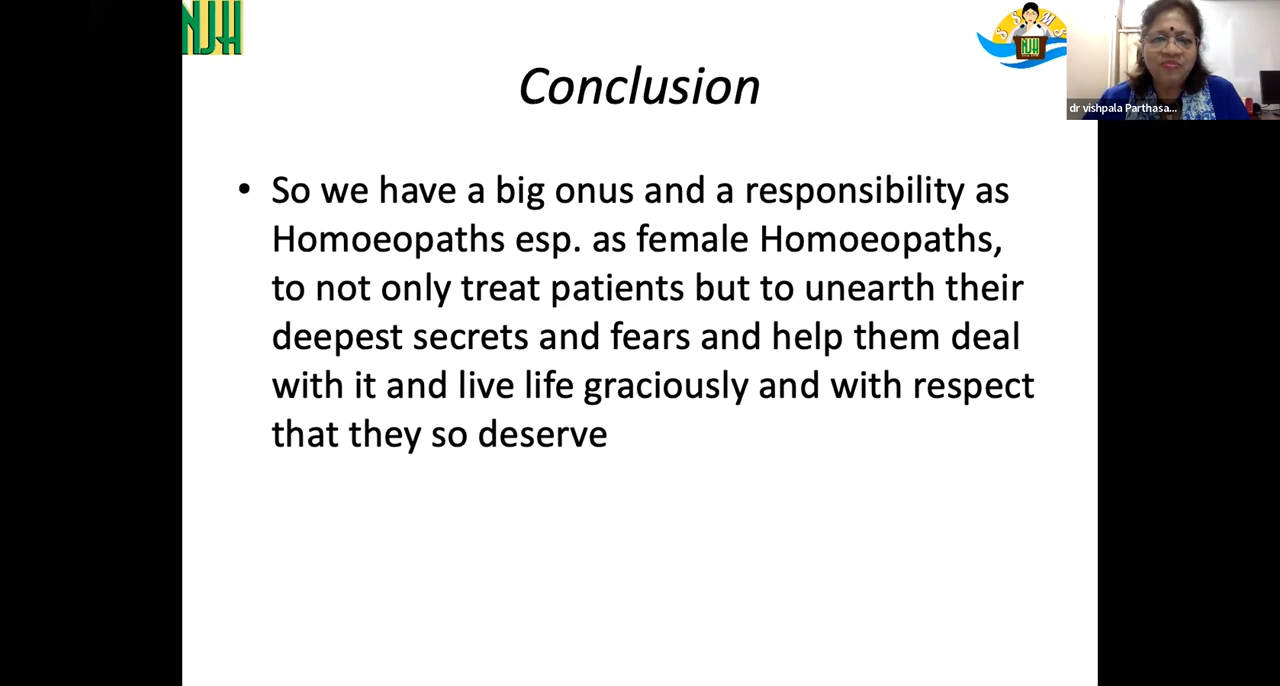 NJH
S S M S
NJH
dr vishpala Parthasa...
Conclusion
• So we have a big onus and a responsibility as
Homoeopaths esp. as female Homoeopaths,
to not only treat patients but to unearth their
deepest secrets and fears and help them deal
with it and live life graciously and with respect
that they so deserve